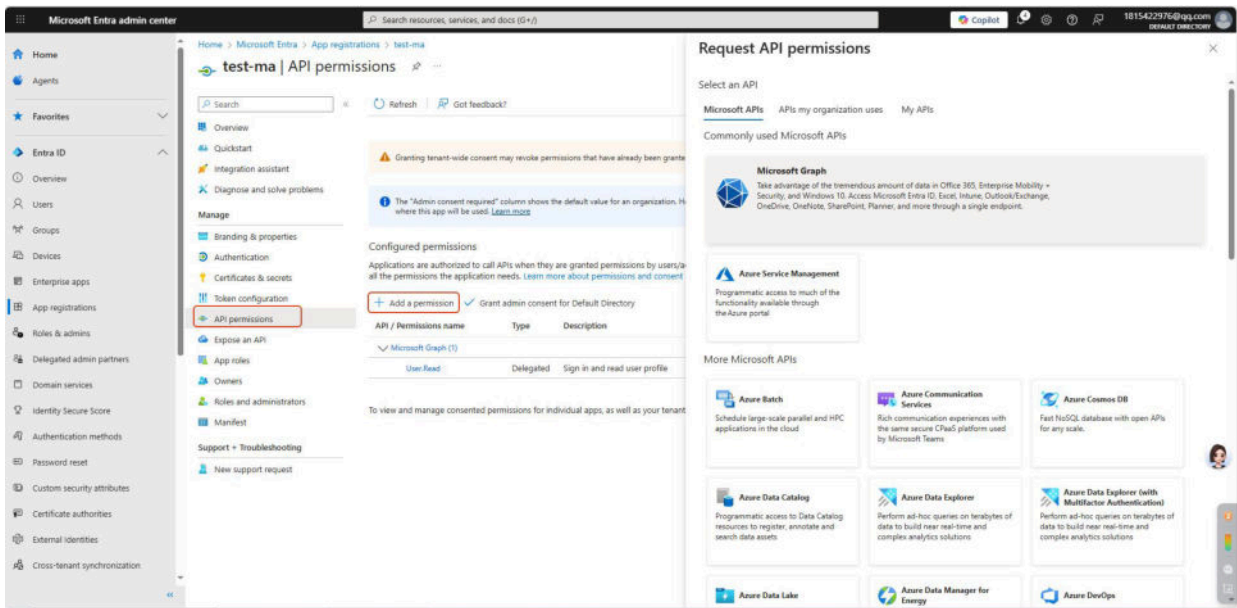 Microsoft Entra admin center
Search resources, services, and docs (G+/)
Copilot
1815422976@qq.com
DEFAULT DIRECTORY
Home
Agents
Favorites
Entra ID
Overview
Users
Groups
Devices
Enterprise apps
App registrations
Roles & admins
Delegated admin partners
Domain services
Identity Secure Score
Authentication methods
Password reset
Custom security attributes
Certificate authorities
External identities
Cross-tenant synchronization
Home > Microsoft Entra > App registrations > test-ma
test-ma | API permissions
Search
Overview
Quickstart
Integration assistant
Diagnose and solve problems
Manage
Branding & properties
Authentication
Certificates & secrets
Token configuration
API permissions
Expose an API
App roles
Owners
Roles and administrators
Manifest
Support + Troubleshooting
New support request
Refresh
Got feedback?
Granting tenant-wide consent may revoke permissions that have already been grante
The "Admin consent required" column shows the default value for an organization. H
where this app will be used. Learn more
Configured permissions
Applications are authorized to call APIs when they are granted permissions by users/a
all the permissions the application needs. Learn more about permissions and consent
Add a permission
Grant admin consent for Default Directory
API / Permissions name Type Description
Microsoft Graph (1)
User.Read Delegated Sign in and read user profile
To view and manage consented permissions for individual apps, as well as your tenant
Request API permissions
Select an API
Microsoft APIs APIs my organization uses My APIs
Commonly used Microsoft APIs
Microsoft Graph
Take advantage of the tremendous amount of data in Office 365, Enterprise Mobility +
Security, and Windows 10. Access Microsoft Entra ID, Excel, Intune, Outlook/Exchange,
OneDrive, OneNote, SharePoint, Planner, and more through a single endpoint.
Azure Service Management
Programmatic access to much of the
functionality available through
the Azure portal
More Microsoft APIs
Azure Batch
Schedule large-scale parallel and HPC
applications in the cloud
Azure Communication
Services
Rich communication experiences with
the same secure CPaaS platform used
by Microsoft Teams
Azure Cosmos DB
Fast NoSQL database with open APIs
for any scale.
Azure Data Catalog
Programmatic access to Data Catalog
resources to register, annotate and
search data assets
Azure Data Explorer
Perform ad-hoc queries on terabytes of
data to build near real-time and
complex analytics solutions
Azure Data Explorer (with
Multifactor Authentication)
Perform ad-hoc queries on terabytes of
data to build near real-time and
complex analytics solutions
Azure Data Lake
Azure Data Manager for
Energy
Azure DevOps